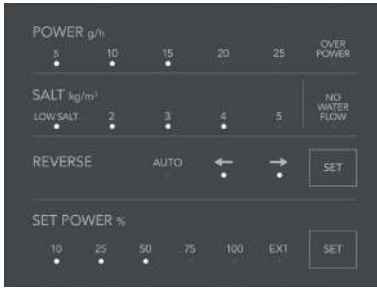 POWER g/h
5 10 15 20 25 OVER POWER
SALT kg/m³
LOW SALT 2 3 4 5 NO WATER FLOW
REVERSE AUTO ← → SET
SET POWER %
10 25 50 75 100 EXT SET